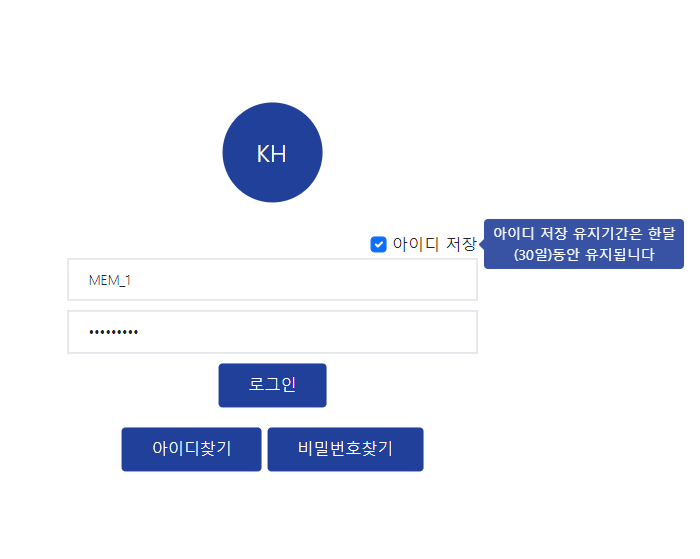 KH
아이디 저장
아이디 저장 유지기간은 한달
(30일)동안 유지됩니다
MEM_1
•••••••••
로그인
아이디찾기
비밀번호찾기